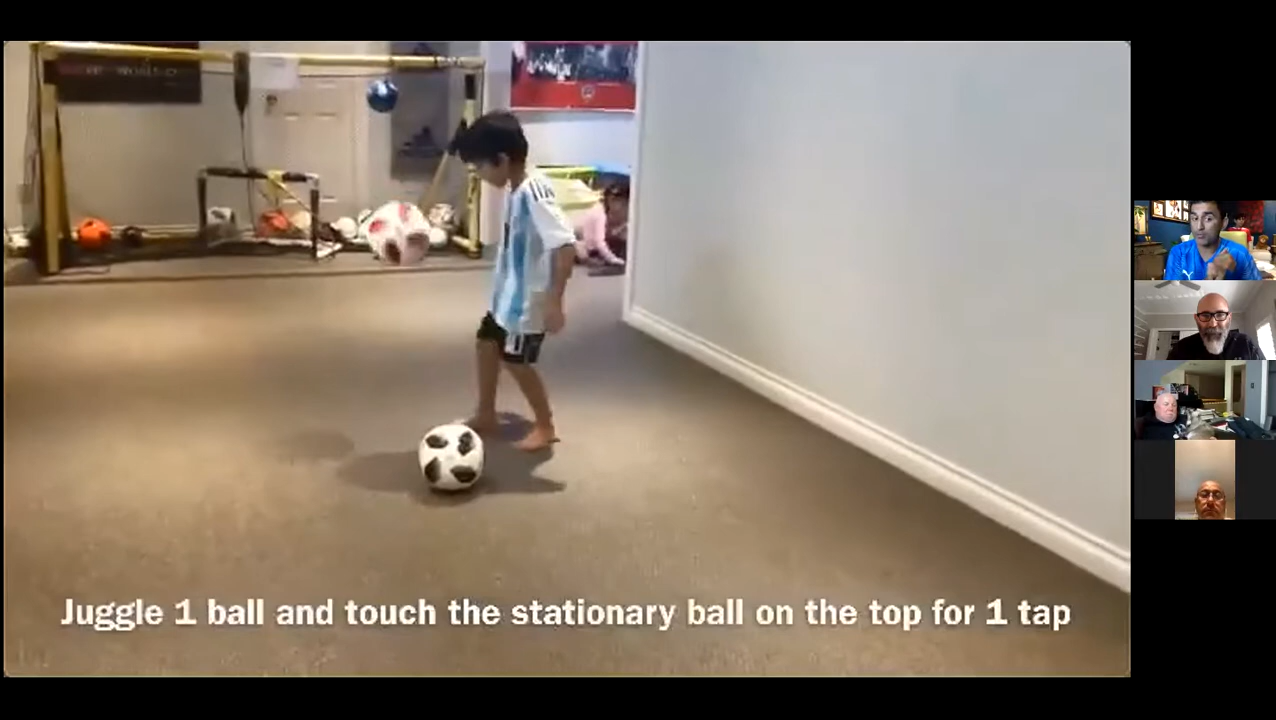 Juggle 1 ball and touch the stationary ball on the top for 1 tap